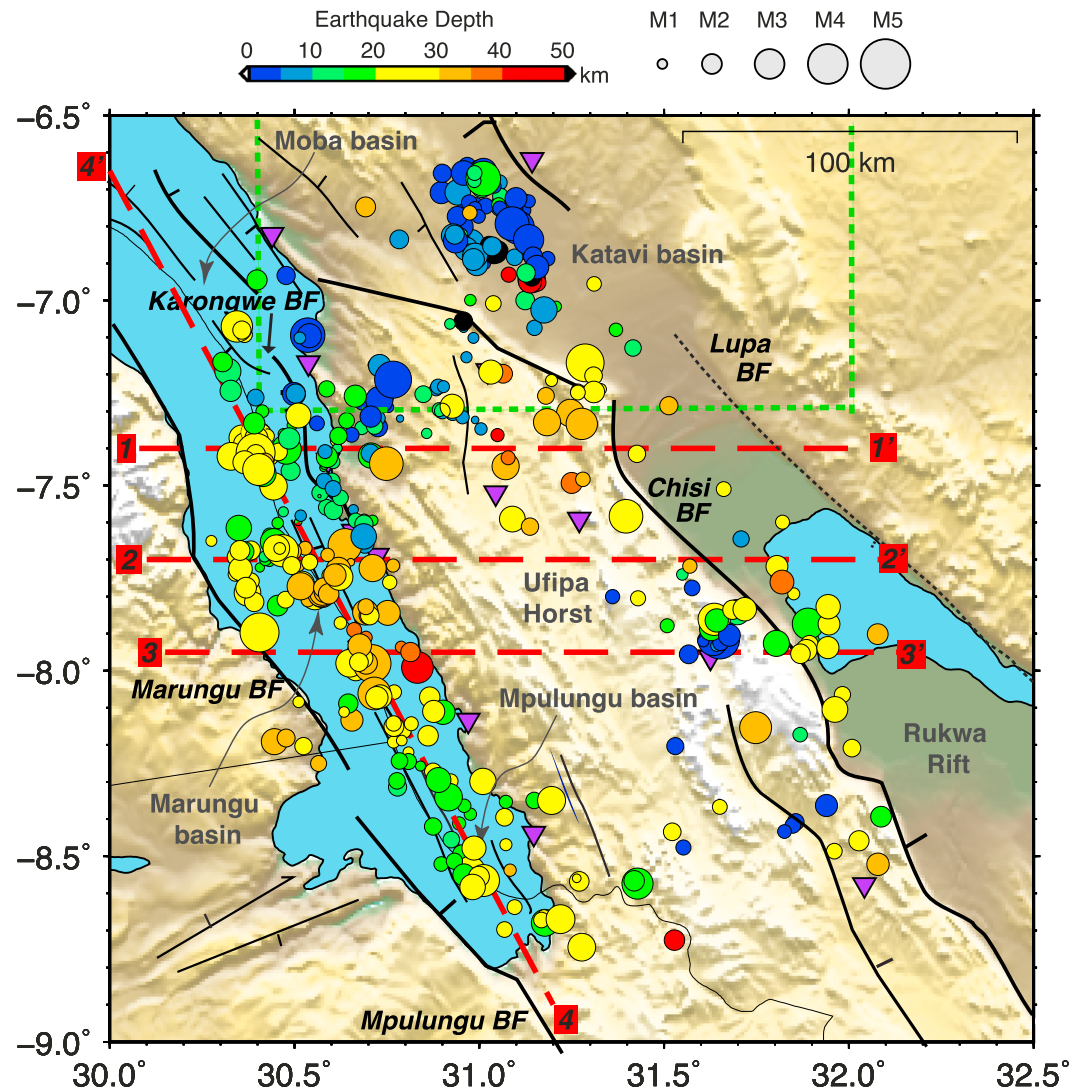 Earthquake Depth
M1 M2 M3 M4 M5
0 10 20 30 40 50
km
−6.5˚
Moba basin
100 km
4'
Katavi basin
−7.0˚
Karongwe BF
Lupa
BF
1 1'
−7.5˚
Chisi
BF
2 2'
Ufipa
Horst
3 3'
−8.0˚
Marungu BF
Mpulungu basin
Rukwa
Rift
Marungu
basin
−8.5˚
Mpulungu BF 4
−9.0˚
30.0˚ 30.5˚ 31.0˚ 31.5˚ 32.0˚ 32.5˚